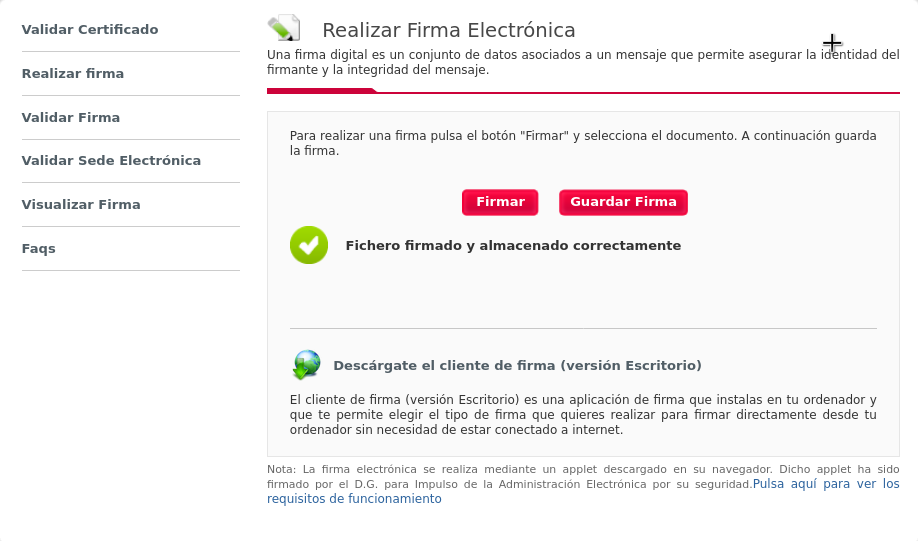 Validar Certificado
Realizar firma
Validar Firma
Validar Sede Electrónica
Visualizar Firma
Faqs
Realizar Firma Electrónica
Una firma digital es un conjunto de datos asociados a un mensaje que permite asegurar la identidad del
firmante y la integridad del mensaje.
Para realizar una firma pulsa el botón "Firmar" y selecciona el documento. A continuación guarda
la firma.
Firmar
Guardar Firma
Fichero firmado y almacenado correctamente
Descárgate el cliente de firma (versión Escritorio)
El cliente de firma (versión Escritorio) es una aplicación de firma que instalas en tu ordenador y
que te permite elegir el tipo de firma que quieres realizar para firmar directamente desde tu
ordenador sin necesidad de estar conectado a internet.
Nota: La firma electrónica se realiza mediante un applet descargado en su navegador. Dicho applet ha sido
firmado por el D.G. para Impulso de la Administración Electrónica por su seguridad.Pulsa aquí para ver los
requisitos de funcionamiento